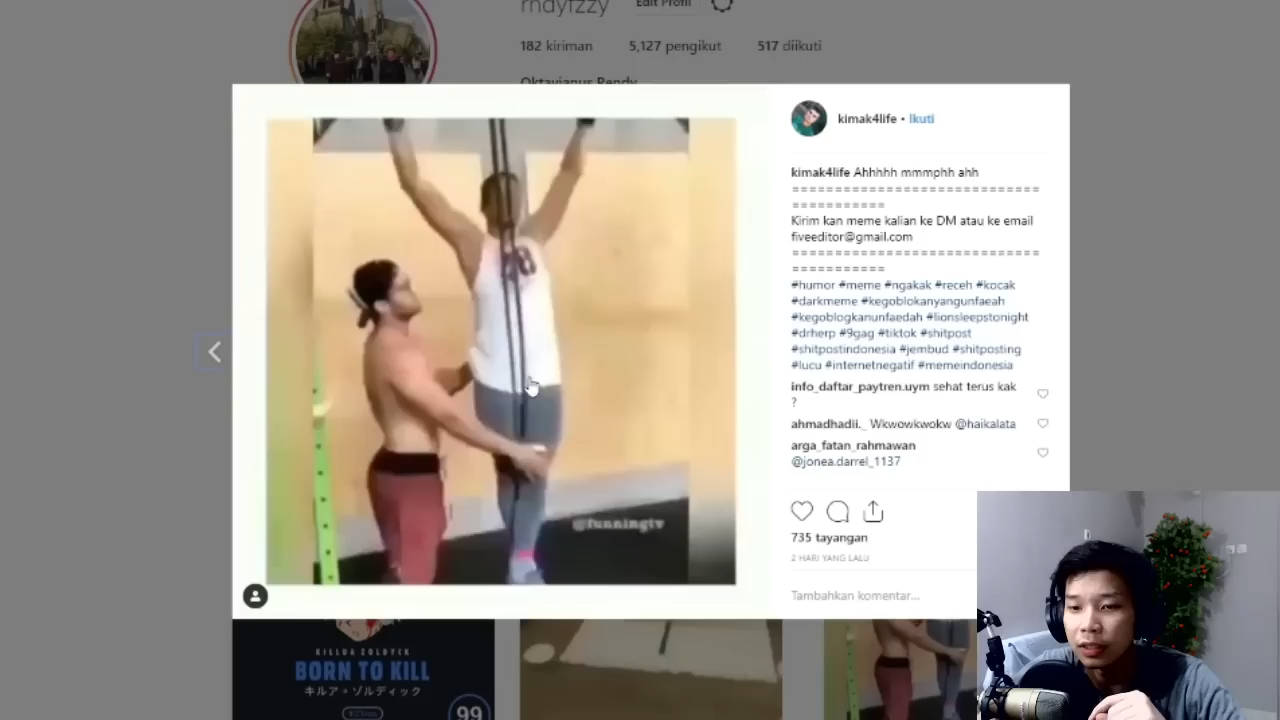 rndyfzzy Edit Profil
182 kiriman 5,127 pengikut 517 diikuti
Oktavianus Rendy
kimak4life • Ikuti
kimak4life Ahhhhh mmmphh ahh
=============================
===========
Kirim kan meme kalian ke DM atau ke email
fiveeditor@gmail.com
=============================
===========
#humor #meme #ngakak #receh #kocak
#darkmeme #kegoblokanyangunfaeah
#kegoblogkanunfaedah #lionsleepstonight
#drherp #9gag #tiktok #shitpost
#shitpostindonesia #jembud #shitposting
#lucu #internetnegatif #memeindonesia
info_daftar_paytren.uym sehat terus kak
?
ahmadhadii._ Wkwowkwokw @haikalata
arga_fatan_rahmawan
@jonea.darrel_1137
735 tayangan
2 HARI YANG LALU
Tambahkan komentar...
@funningtv
KILLUA ZOLDYCK
BORN TO KILL
キルア・ゾルディック
99